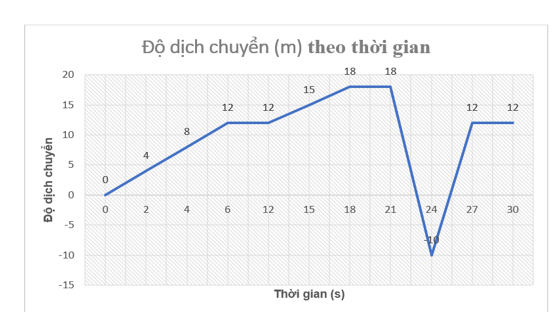 Độ dịch chuyển (m) theo thời gian
20
15
10
5
0
-5
-10
-15
Độ dịch chuyển
0 4 8 12 12 15 18 18 -10 12 12
0 2 4 6 12 15 18 21 24 27 30
Thời gian (s)